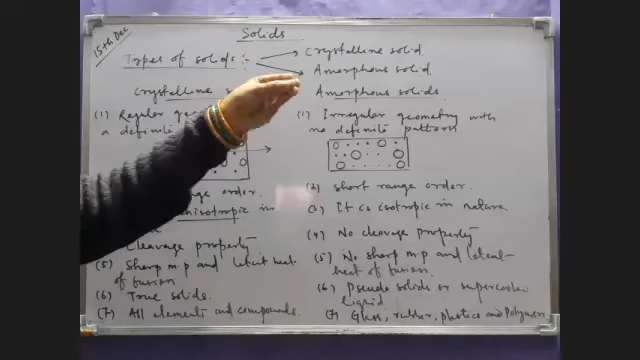 15th Dec
Solids
Types of solids :-
Crystalline solid
Amorphous solid
Crystalline s
(1) Regular geo
a definite
ge order.
anisotropic in
Cleavage property
(5) Sharp m.p and latent heat
of fusion
(6) True solids.
(7) All elements and compounds.
Amorphous solids
(1) Irregular geometry with
no definite pattern.
(2) Short range order.
(3) It is isotropic in nature
(4) No cleavage property
(5) No sharp m.p and latent
heat of fusion.
(6) Pseudo solids or supercooled
liquid
(7) Glass, rubber, plastics and Polymers